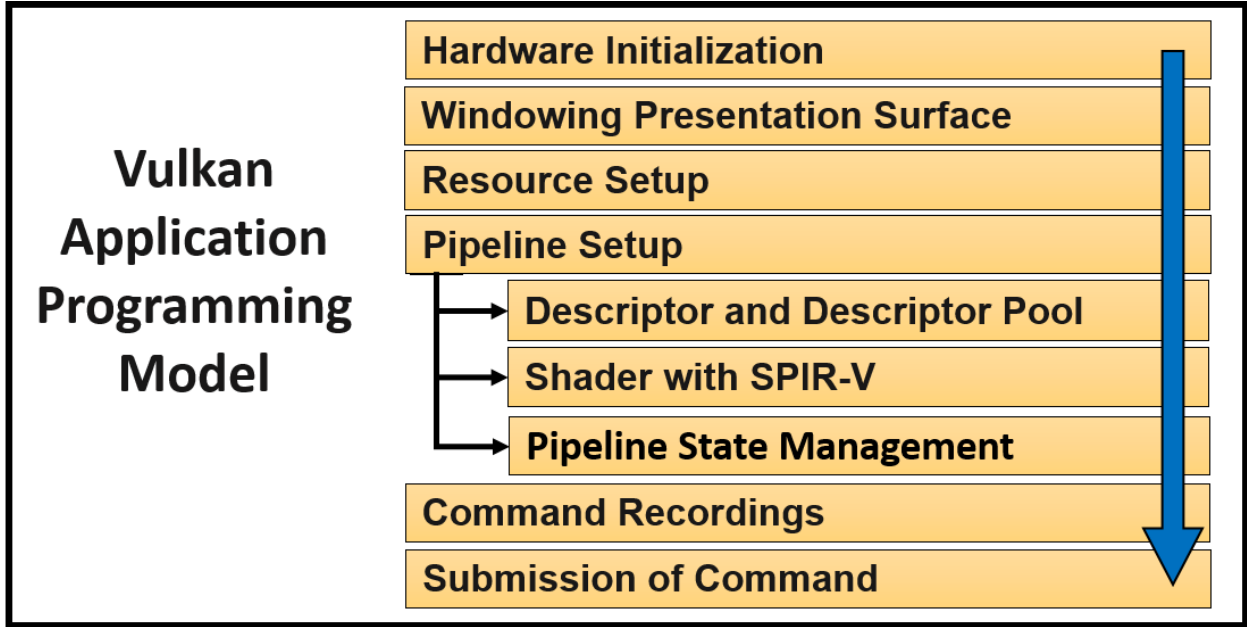 Vulkan
Application
Programming
Model
Hardware Initialization
Windowing Presentation Surface
Resource Setup
Pipeline Setup
Descriptor and Descriptor Pool
Shader with SPIR-V
Pipeline State Management
Command Recordings
Submission of Command